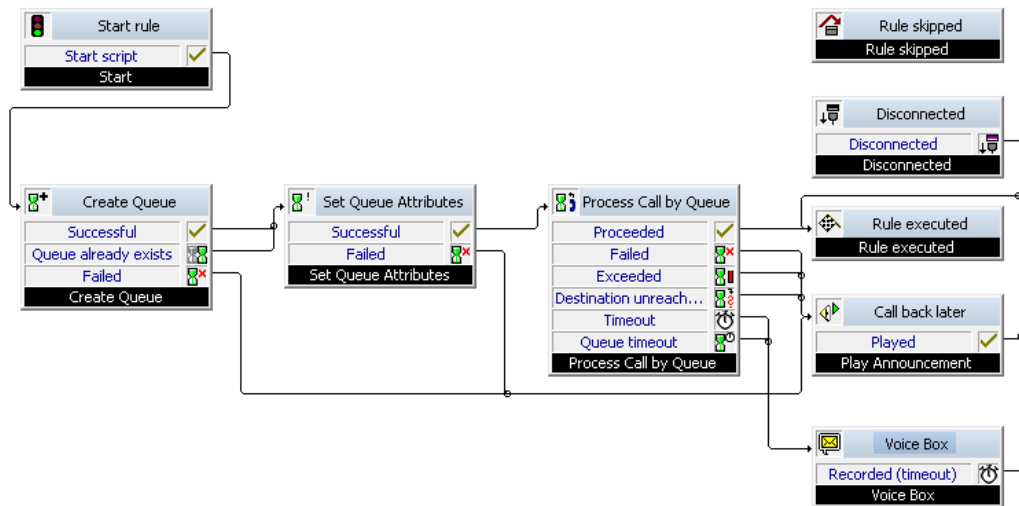 Start rule
Start script
Start
Rule skipped
Rule skipped
Disconnected
Disconnected
Disconnected
Create Queue
Successful
Queue already exists
Failed
Create Queue
Set Queue Attributes
Successful
Failed
Set Queue Attributes
Process Call by Queue
Proceeded
Failed
Exceeded
Destination unreach...
Timeout
Queue timeout
Process Call by Queue
Rule executed
Rule executed
Call back later
Played
Play Announcement
Voice Box
Recorded (timeout)
Voice Box